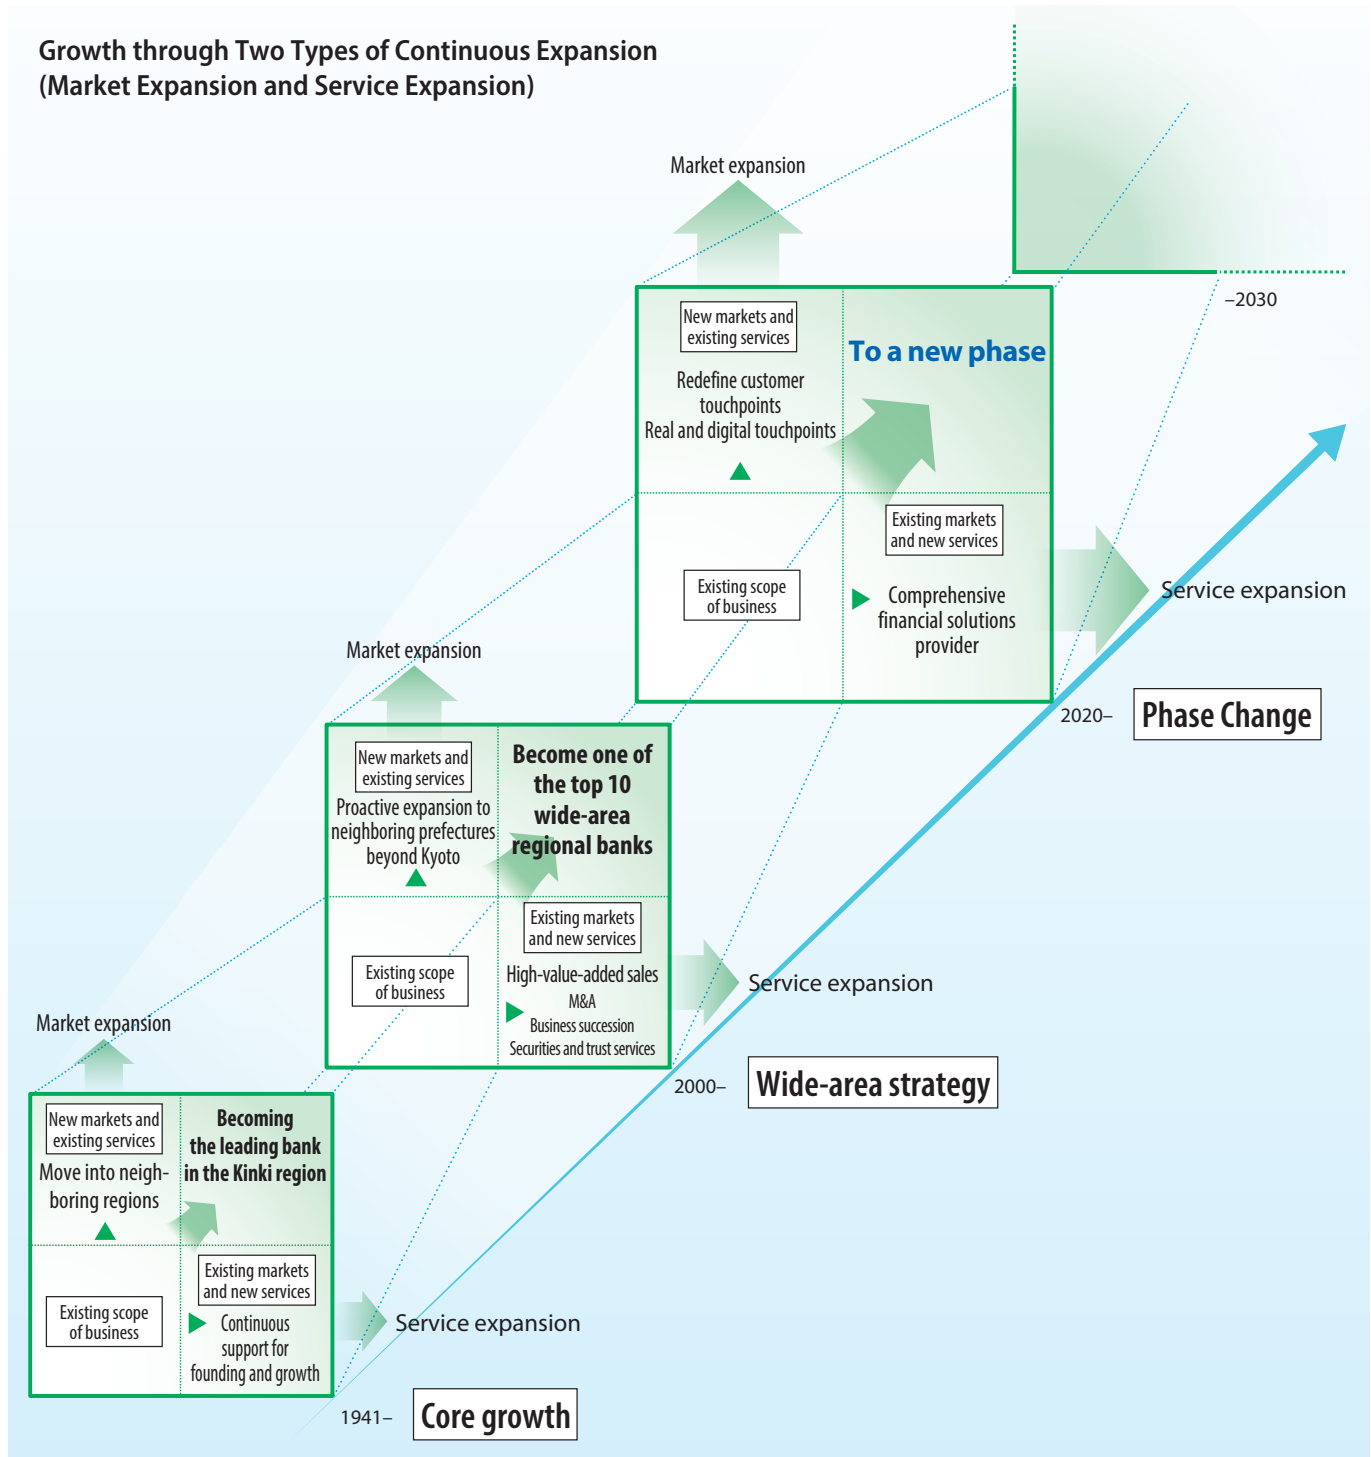 Growth through Two Types of Continuous Expansion
(Market Expansion and Service Expansion)
–2030
Market expansion
New markets and
existing services
Redefine customer
touchpoints
Real and digital touchpoints
To a new phase
Existing scope
of business
Existing markets
and new services
Comprehensive
financial solutions
provider
Service expansion
2020–
Phase Change
Market expansion
New markets and
existing services
Proactive expansion to
neighboring prefectures
beyond Kyoto
Become one of
the top 10
wide-area
regional banks
Existing scope
of business
Existing markets
and new services
High-value-added sales
M&A
Business succession
Securities and trust services
Service expansion
2000–
Wide-area strategy
Market expansion
New markets and
existing services
Move into neigh-
boring regions
Becoming
the leading bank
in the Kinki region
Existing scope
of business
Existing markets
and new services
Continuous
support for
founding and growth
Service expansion
1941–
Core growth